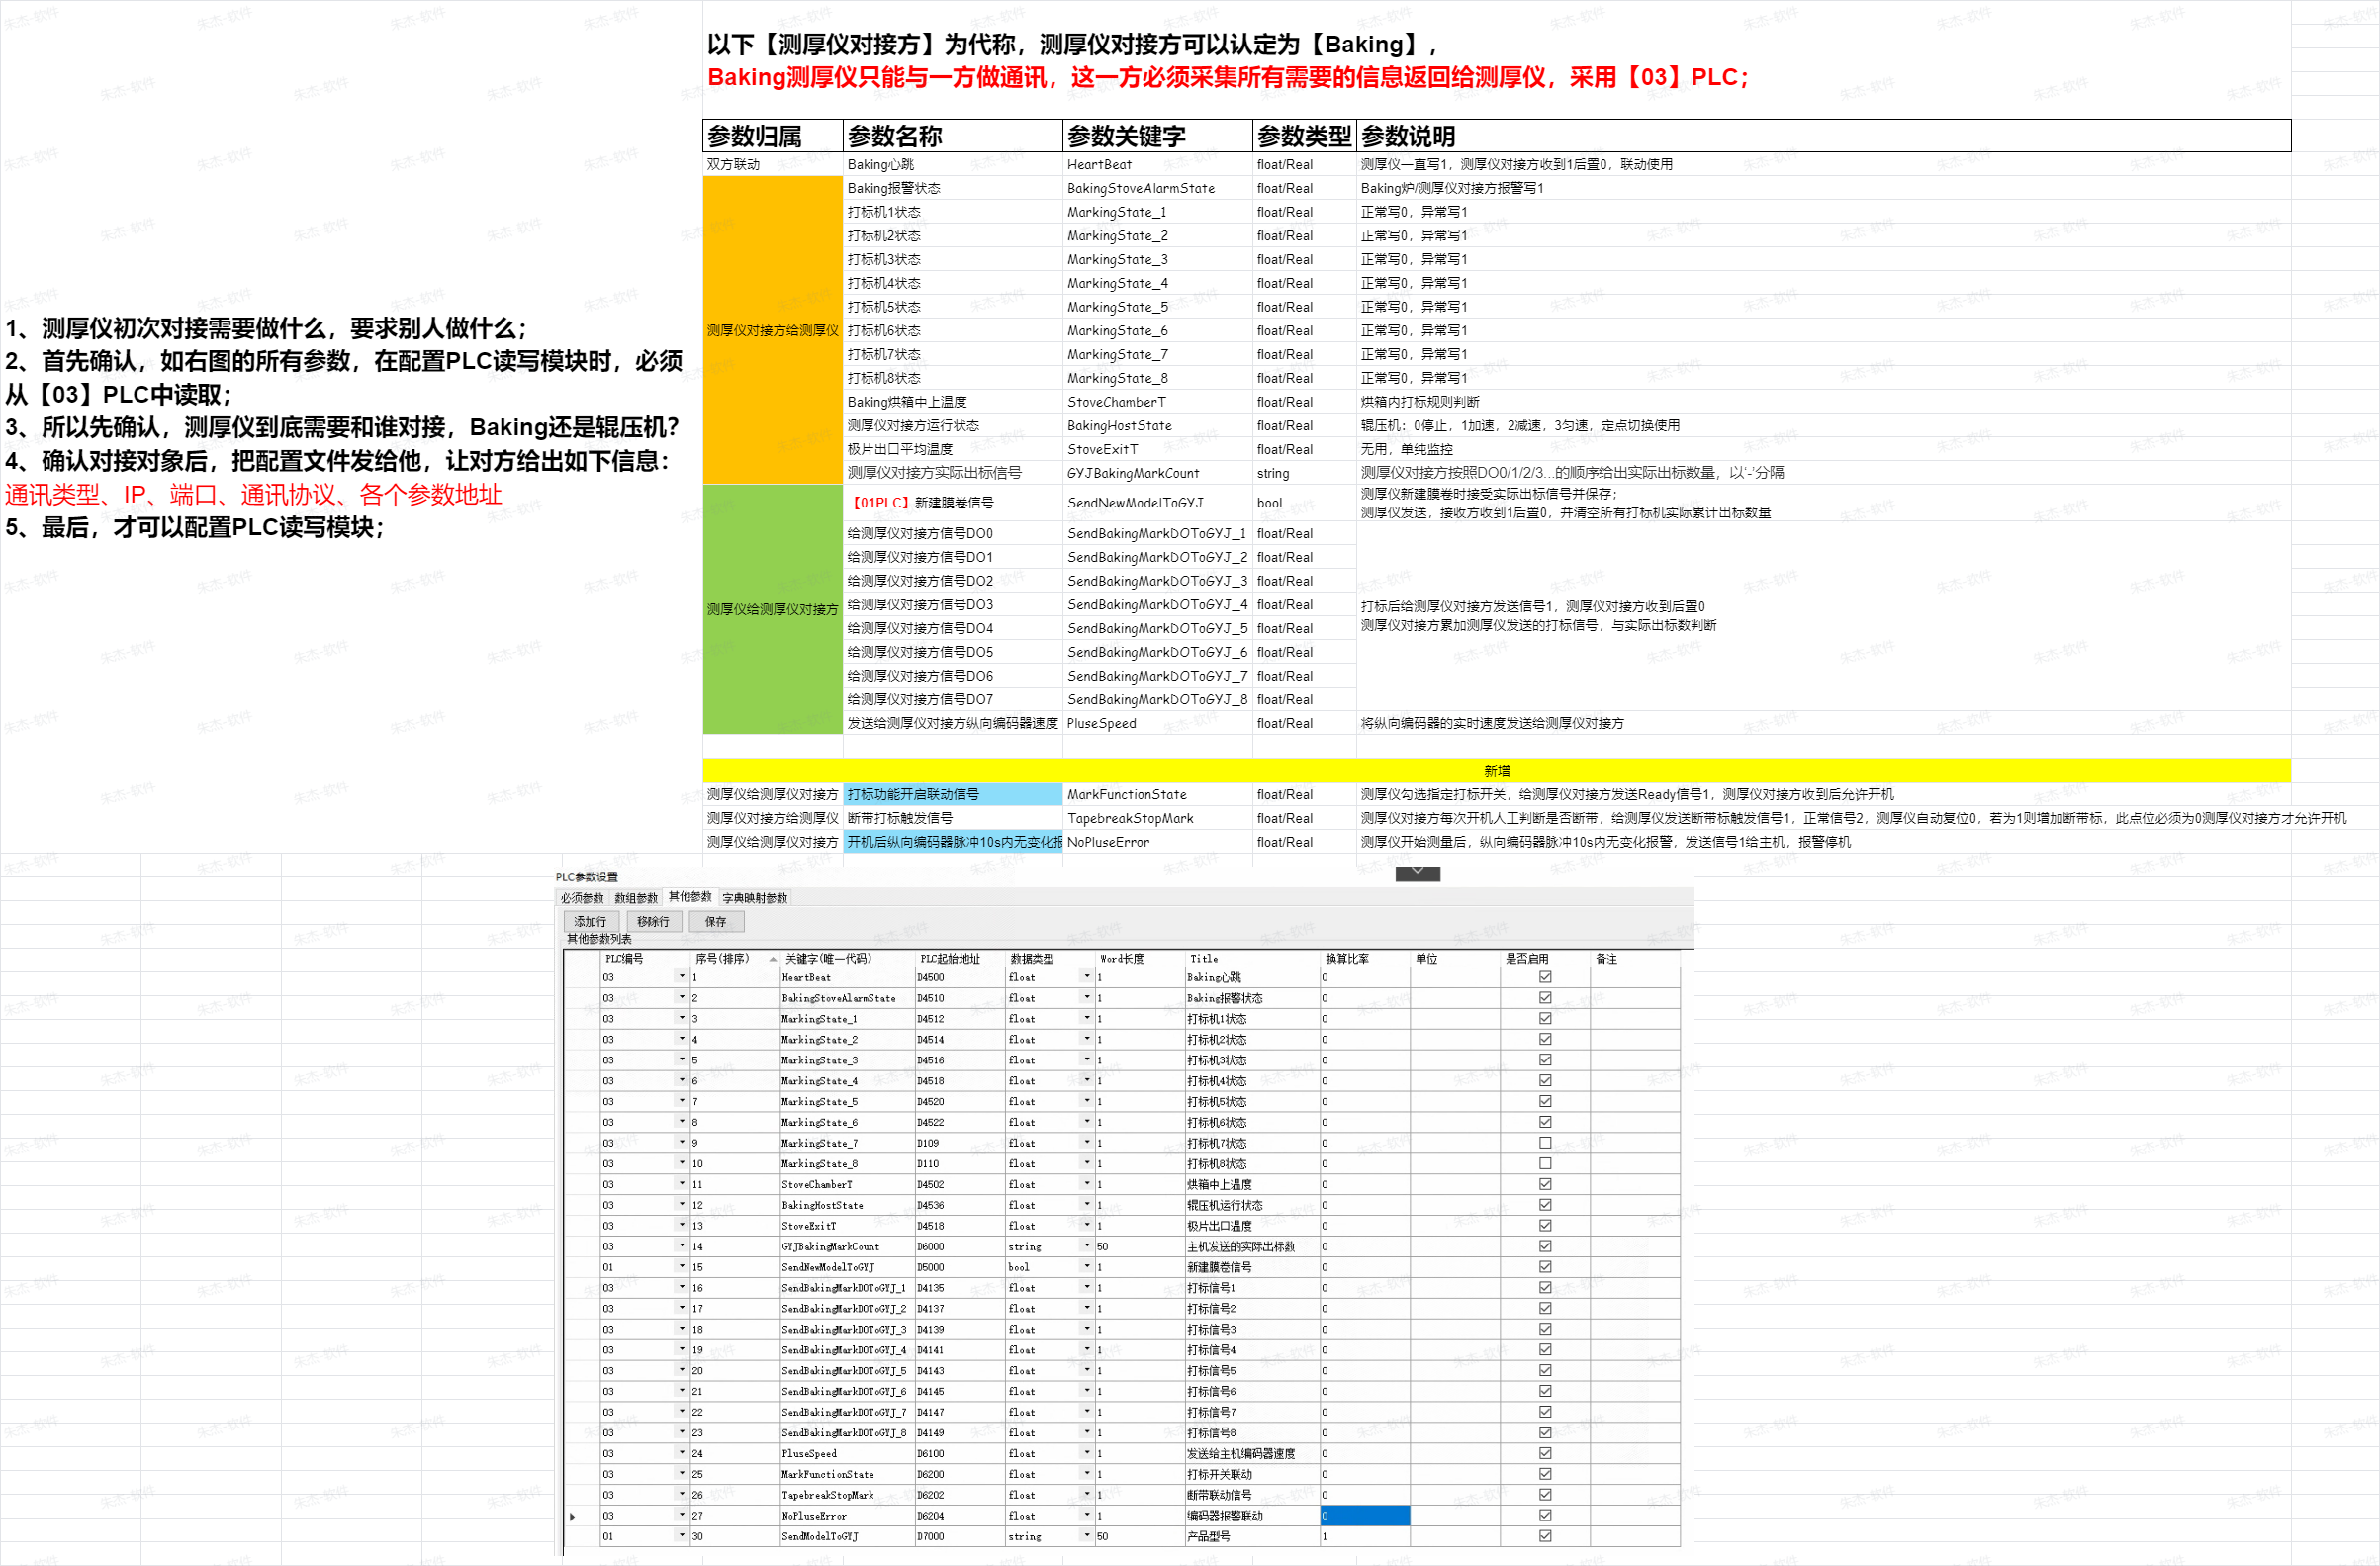 以下【测厚仪对接方】为代称，测厚仪对接方可以认定为【Baking】，
Baking测厚仪只能与一方做通讯，这一方必须采集所有需要的信息返回给测厚仪，采用【03】PLC；
1、测厚仪初次对接需要做什么，要求别人做什么；
2、首先确认，如右图的所有参数，在配置PLC读写模块时，必须
从【03】PLC中读取；
3、所以先确认，测厚仪到底需要和谁对接，Baking还是辊压机？
4、确认对接对象后，把配置文件发给他，让对方给出如下信息：
通讯类型、IP、端口、通讯协议、各个参数地址
5、最后，才可以配置PLC读写模块；
参数归属 参数名称 参数关键字 参数类型 参数说明
双方联动 Baking心跳 HeartBeat float/Real 测厚仪一直写1，测厚仪对接方收到1后置0，联动使用
测厚仪对接方给测厚仪
Baking报警状态 BakingStoveAlarmState float/Real Baking炉/测厚仪对接方报警写1
打标机1状态 MarkingState_1 float/Real 正常写0，异常写1
打标机2状态 MarkingState_2 float/Real 正常写0，异常写1
打标机3状态 MarkingState_3 float/Real 正常写0，异常写1
打标机4状态 MarkingState_4 float/Real 正常写0，异常写1
打标机5状态 MarkingState_5 float/Real 正常写0，异常写1
打标机6状态 MarkingState_6 float/Real 正常写0，异常写1
打标机7状态 MarkingState_7 float/Real 正常写0，异常写1
打标机8状态 MarkingState_8 float/Real 正常写0，异常写1
Baking烘箱中上温度 StoveChamberT float/Real 烘箱内打标规则判断
测厚仪对接方运行状态 BakingHostState float/Real 辊压机：0停止，1加速，2减速，3匀速，定点切换使用
极片出口平均温度 StoveExitT float/Real 无用，单纯监控
测厚仪对接方实际出标信号 GYJBakingMarkCount string 测厚仪对接方按照DO0/1/2/3...的顺序给出实际出标数量，以'-'分隔
测厚仪给测厚仪对接方
【01PLC】新建膜卷信号 SendNewModelToGYJ bool 测厚仪新建膜卷时接受实际出标信号并保存；
测厚仪发送，接收方收到1后置0，并清空所有打标机实际累计出标数量
给测厚仪对接方信号DO0 SendBakingMarkDOToGYJ_1 float/Real
给测厚仪对接方信号DO1 SendBakingMarkDOToGYJ_2 float/Real
给测厚仪对接方信号DO2 SendBakingMarkDOToGYJ_3 float/Real
给测厚仪对接方信号DO3 SendBakingMarkDOToGYJ_4 float/Real 打标后给测厚仪对接方发送信号1，测厚仪对接方收到后置0
给测厚仪对接方信号DO4 SendBakingMarkDOToGYJ_5 float/Real 测厚仪对接方累加测厚仪发送的打标信号，与实际出标数判断
给测厚仪对接方信号DO5 SendBakingMarkDOToGYJ_6 float/Real
给测厚仪对接方信号DO6 SendBakingMarkDOToGYJ_7 float/Real
给测厚仪对接方信号DO7 SendBakingMarkDOToGYJ_8 float/Real
发送给测厚仪对接方纵向编码器速度 PluseSpeed float/Real 将纵向编码器的实时速度发送给测厚仪对接方
新增
测厚仪给测厚仪对接方 打标功能开启联动信号 MarkFunctionState float/Real 测厚仪勾选指定打标开关，给测厚仪对接方发送Ready信号1，测厚仪对接方收到后允许开机
测厚仪对接方给测厚仪 断带打标触发信号 TapebreakStopMark float/Real 测厚仪对接方每次开机人工判断是否断带，给测厚仪发送断带标触发信号1，正常信号2，测厚仪自动复位0，若为1则增加断带标，此点位必须为0测厚仪对接方才允许开机
测厚仪给测厚仪对接方 开机后纵向编码器脉冲10s内无变化报 NoPluseError float/Real 测厚仪开始测量后，纵向编码器脉冲10s内无变化报警，发送信号1给主机，报警停机
PLC参数设置
必须参数 数组参数 其他参数 字典映射参数
添加行 移除行 保存
其他参数列表
PLC编号 序号(排序) 关键字(唯一代码) PLC起始地址 数据类型 Word长度 Title 换算比率 单位 是否启用 备注
03 1 HeartBeat D4500 float 1 Baking心跳 0
03 2 BakingStoveAlarmState D4510 float 1 Baking报警状态 0
03 3 MarkingState_1 D4512 float 1 打标机1状态 0
03 4 MarkingState_2 D4514 float 1 打标机2状态 0
03 5 MarkingState_3 D4516 float 1 打标机3状态 0
03 6 MarkingState_4 D4518 float 1 打标机4状态 0
03 7 MarkingState_5 D4520 float 1 打标机5状态 0
03 8 MarkingState_6 D4522 float 1 打标机6状态 0
03 9 MarkingState_7 D109 float 1 打标机7状态 0
03 10 MarkingState_8 D110 float 1 打标机8状态 0
03 11 StoveChamberT D4502 float 1 烘箱中上温度 0
03 12 BakingHostState D4536 float 1 辊压机运行状态 0
03 13 StoveExitT D4518 float 1 极片出口温度 0
03 14 GYJBakingMarkCount D6000 string 50 主机发送的实际出标数 0
01 15 SendNewModelToGYJ D5000 bool 1 新建膜卷信号 0
03 16 SendBakingMarkDOToGYJ_1 D4135 float 1 打标信号1 0
03 17 SendBakingMarkDOToGYJ_2 D4137 float 1 打标信号2 0
03 18 SendBakingMarkDOToGYJ_3 D4139 float 1 打标信号3 0
03 19 SendBakingMarkDOToGYJ_4 D4141 float 1 打标信号4 0
03 20 SendBakingMarkDOToGYJ_5 D4143 float 1 打标信号5 0
03 21 SendBakingMarkDOToGYJ_6 D4145 float 1 打标信号6 0
03 22 SendBakingMarkDOToGYJ_7 D4147 float 1 打标信号7 0
03 23 SendBakingMarkDOToGYJ_8 D4149 float 1 打标信号8 0
03 24 PluseSpeed D6100 float 1 发送给主机编码器速度 0
03 25 MarkFunctionState D6200 float 1 打标开关联动 0
03 26 TapebreakStopMark D6202 float 1 断带联动信号 0
03 27 NoPluseError D6204 float 1 编码器报警联动 0
01 30 SendModelToGYJ D7000 string 50 产品型号 1
朱杰-软件